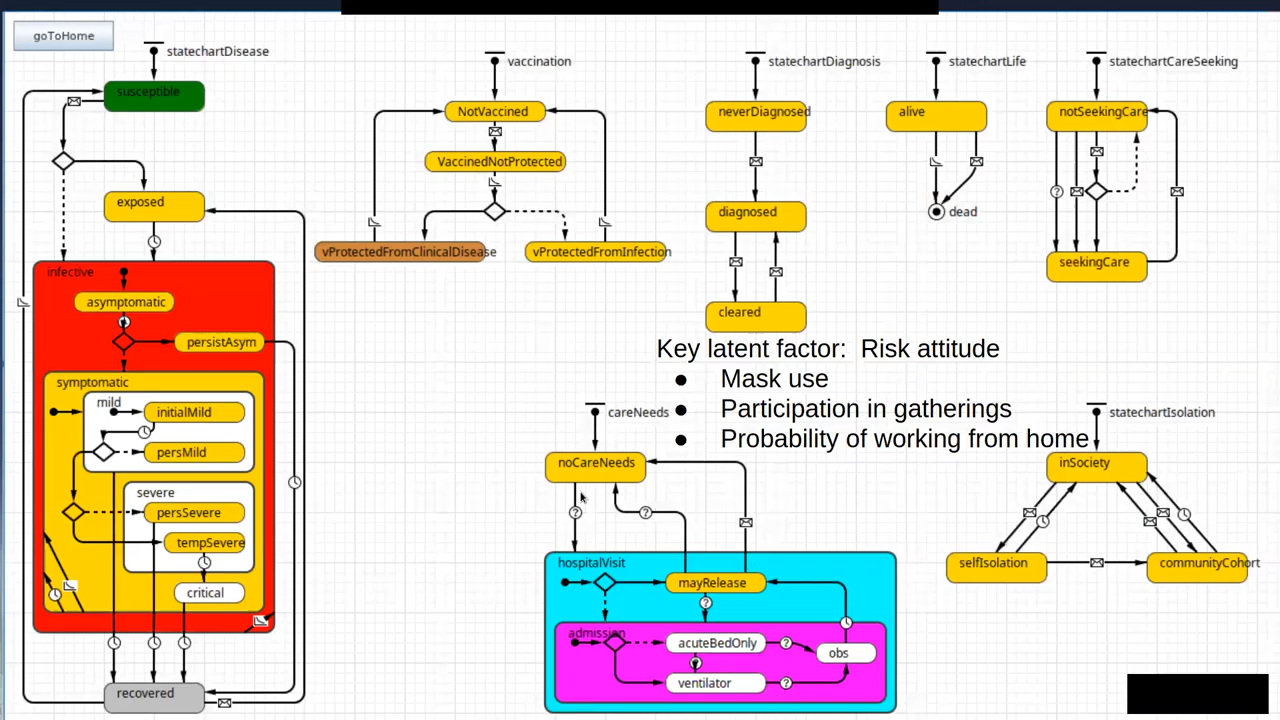 goToHome
statechartDisease
susceptible
exposed
infective
asymptomatic
persistAsym
symptomatic
mild
initialMild
persMild
severe
persSevere
tempSevere
critical
recovered
vaccination
NotVaccined
VaccinedNotProtected
vProtectedFromClinicalDisease
vProtectedFromInfection
statechartDiagnosis
neverDiagnosed
diagnosed
cleared
statechartLife
alive
dead
statechartCareSeeking
notSeekingCare
seekingCare
Key latent factor:  Risk attitude
● Mask use
● Participation in gatherings
● Probability of working from home
careNeeds
noCareNeeds
hospitalVisit
mayRelease
admission
acuteBedOnly
obs
ventilator
statechartIsolation
inSociety
selfIsolation
communityCohort